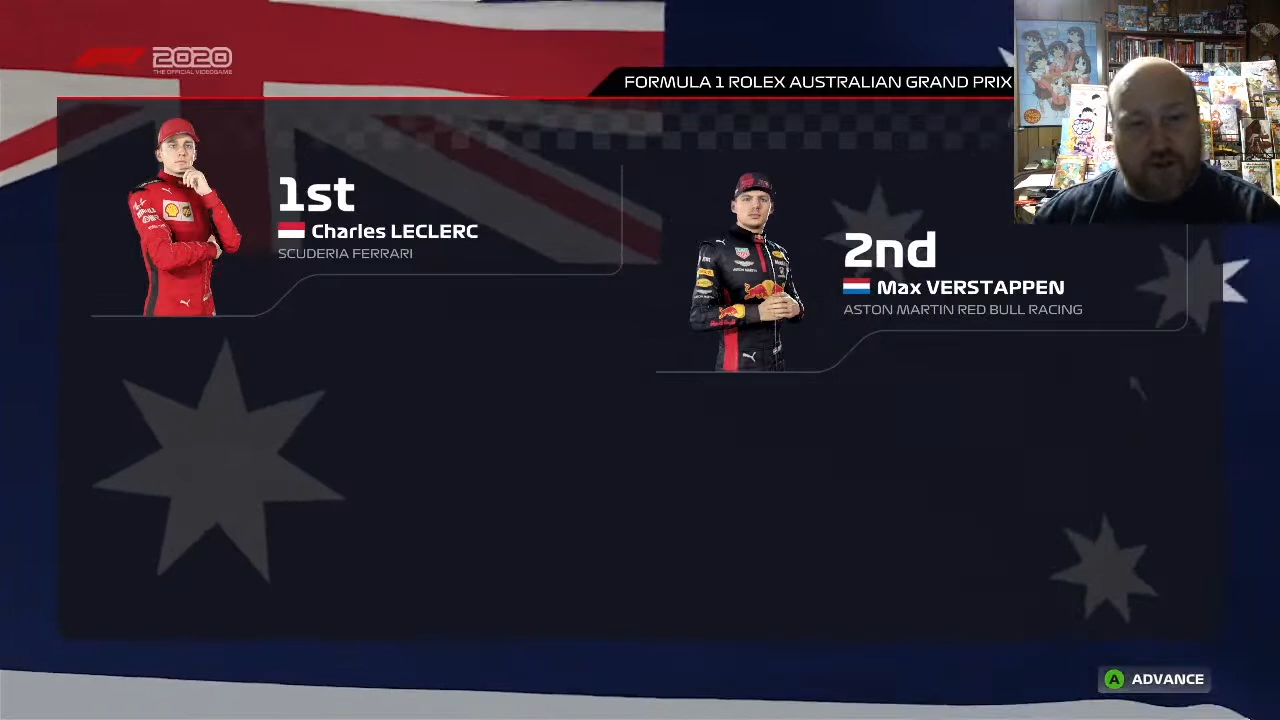 2020
THE OFFICIAL VIDEOGAME
FORMULA 1 ROLEX AUSTRALIAN GRAND PRIX
1st
Charles LECLERC
SCUDERIA FERRARI
2nd
Max VERSTAPPEN
ASTON MARTIN RED BULL RACING
A ADVANCE